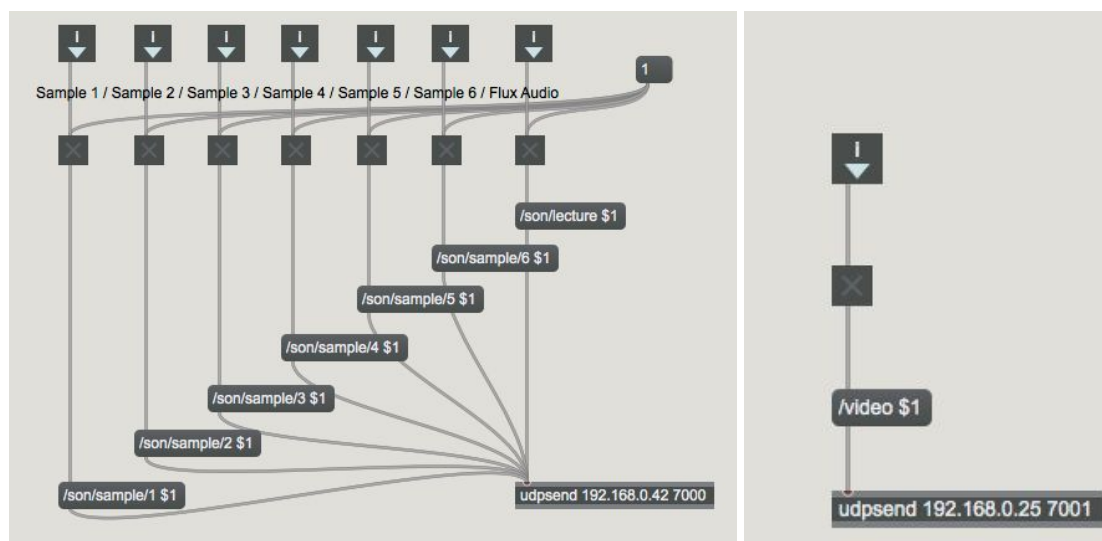 i
i
i
i
i
i
i
1
Sample 1 / Sample 2 / Sample 3 / Sample 4 / Sample 5 / Sample 6 / Flux Audio
/son/lecture $1
/son/sample/6 $1
/son/sample/5 $1
/son/sample/4 $1
/son/sample/3 $1
/son/sample/2 $1
/son/sample/1 $1
udpsend 192.168.0.42 7000
i
/video $1
udpsend 192.168.0.25 7001